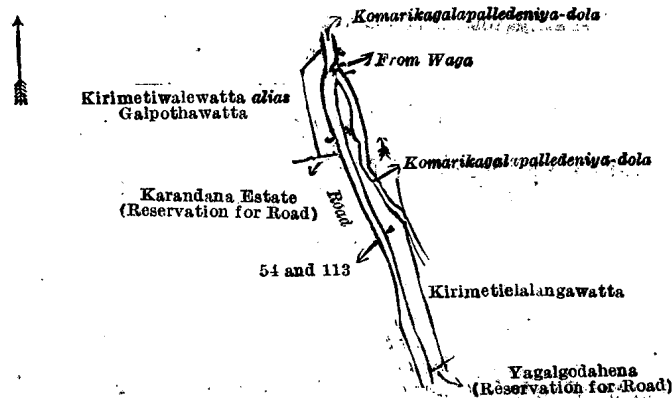 Komarikagalapalledeniya-dola
From Waga
Kirimetiwalewatta alias
Galpothawatta
Komarikagalapalledeniya-dola
Karandana Estate
(Reservation for Road)
Road
54 and 113
Kirimetielalangawatta
Yagalgodahena
(Reservation for Road)